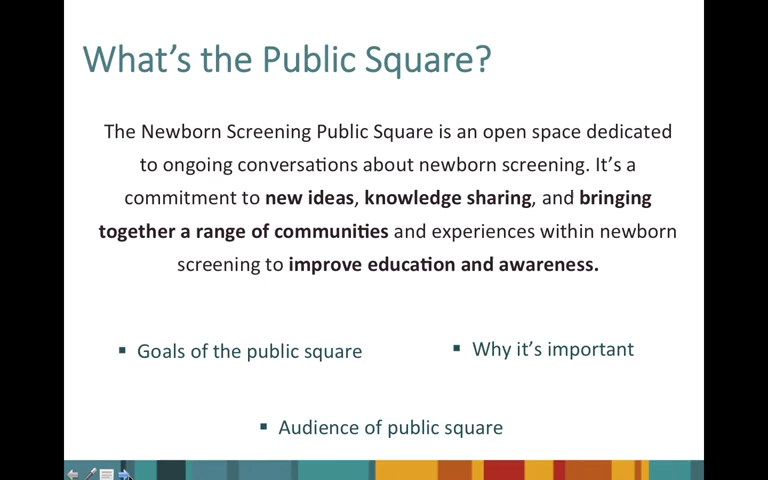 What's the Public Square?
The Newborn Screening Public Square is an open space dedicated
to ongoing conversations about newborn screening. It's a
commitment to new ideas, knowledge sharing, and bringing
together a range of communities and experiences within newborn
screening to improve education and awareness.
▪ Goals of the public square
▪ Why it's important
▪ Audience of public square